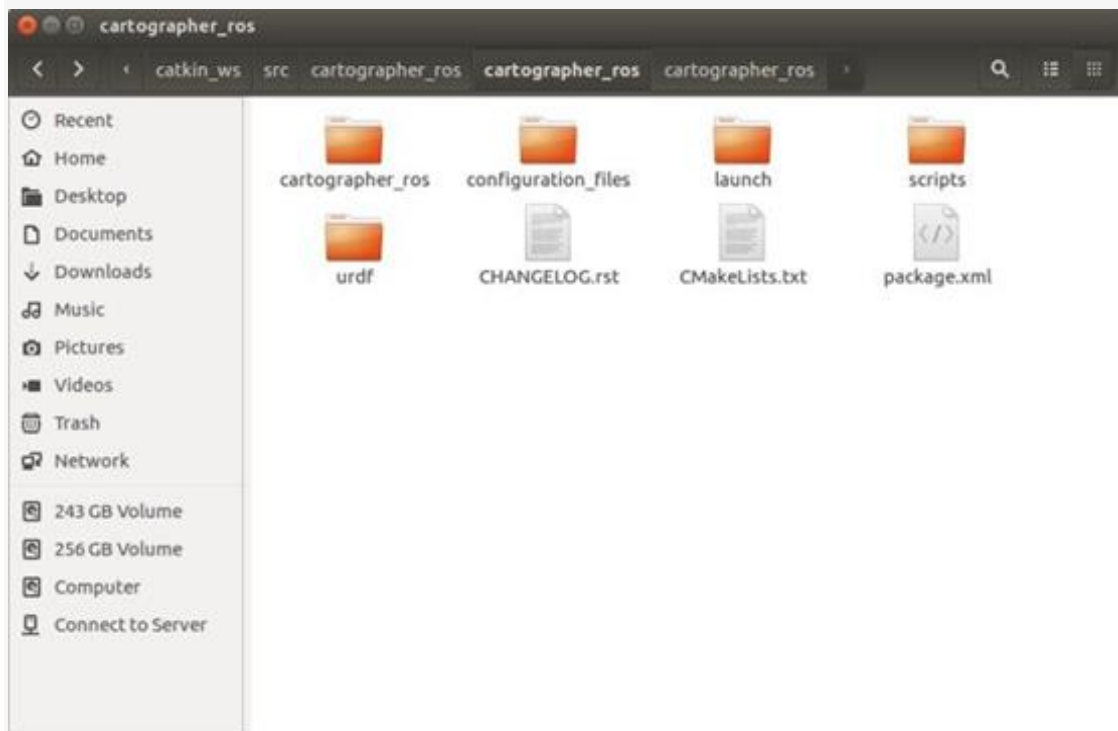 cartographer_ros
catkin_ws src cartographer_ros cartographer_ros cartographer_ros
Recent
Home
Desktop
Documents
Downloads
Music
Pictures
Videos
Trash
Network
243 GB Volume
256 GB Volume
Computer
Connect to Server
cartographer_ros configuration_files launch scripts
urdf CHANGELOG.rst CMakeLists.txt package.xml